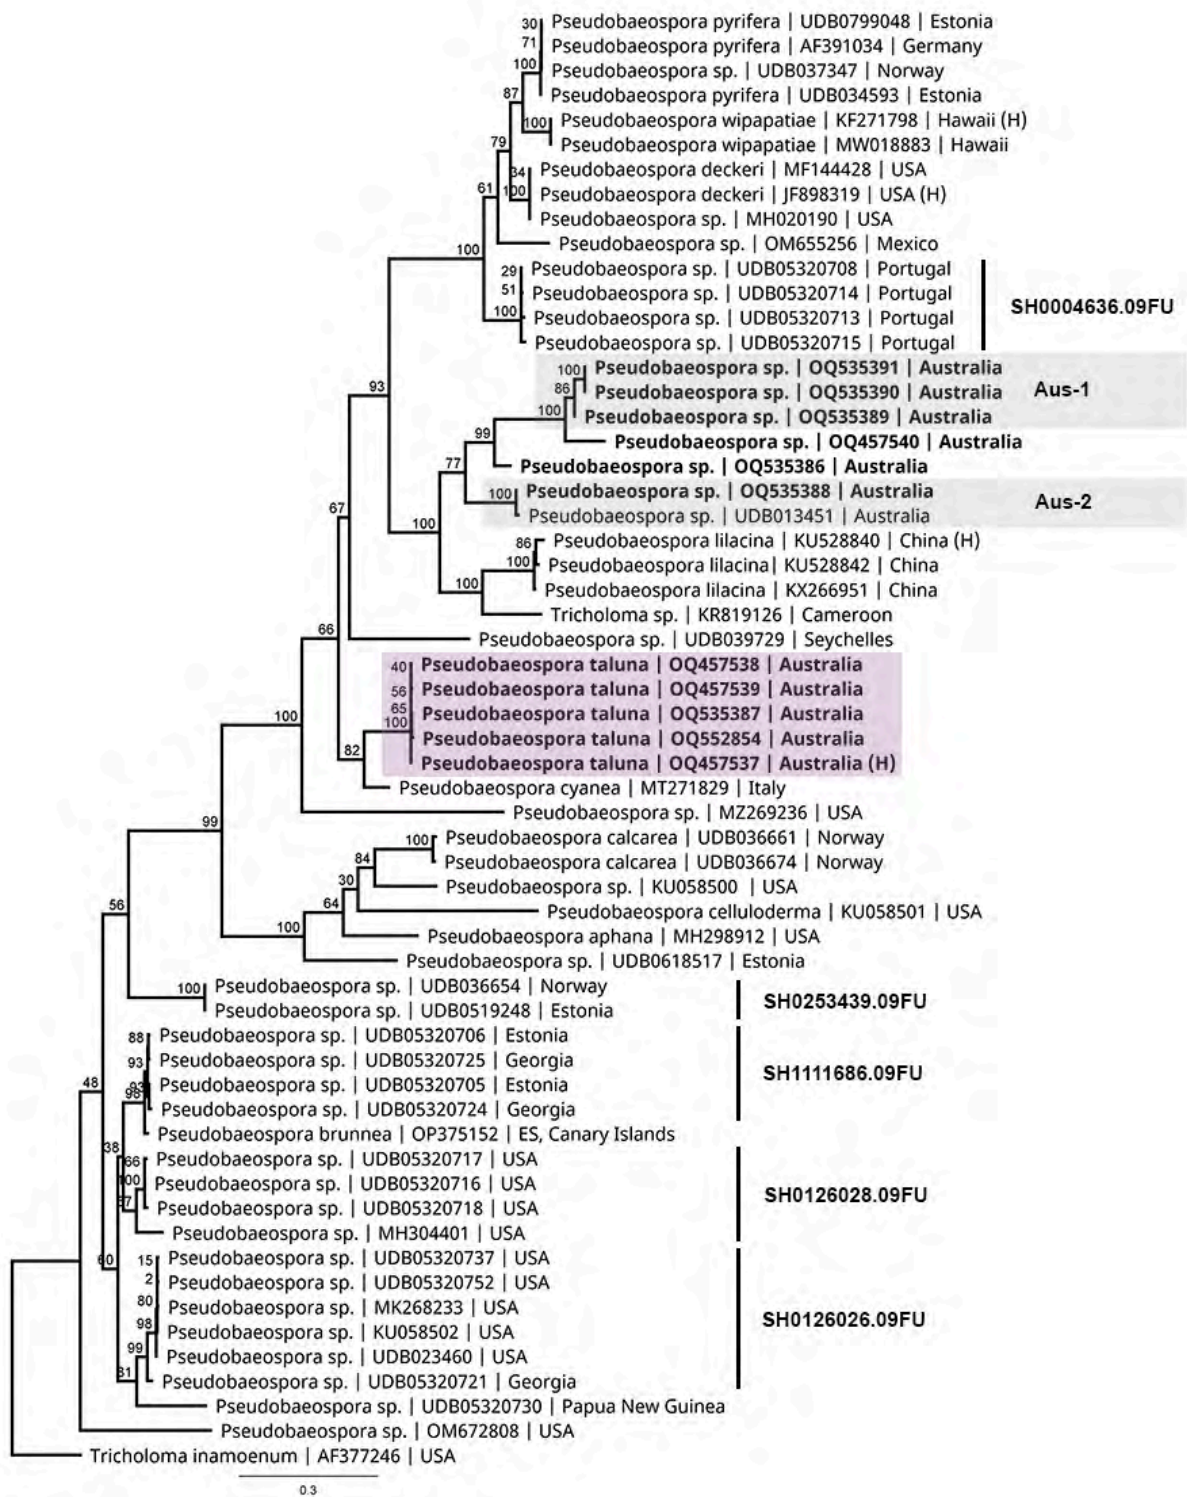 30 Pseudobaeospora pyrifera | UDB0799048 | Estonia
71 Pseudobaeospora pyrifera | AF391034 | Germany
100 Pseudobaeospora sp. | UDB037347 | Norway
87 Pseudobaeospora pyrifera | UDB034593 | Estonia
100 Pseudobaeospora wipapatiae | KF271798 | Hawaii (H)
79 Pseudobaeospora wipapatiae | MW018883 | Hawaii
34 Pseudobaeospora deckeri | MF144428 | USA
61 100 Pseudobaeospora deckeri | JF898319 | USA (H)
Pseudobaeospora sp. | MH020190 | USA
100 Pseudobaeospora sp. | OM655256 | Mexico
29 Pseudobaeospora sp. | UDB05320708 | Portugal
51 Pseudobaeospora sp. | UDB05320714 | Portugal
SH0004636.09FU
100 Pseudobaeospora sp. | UDB05320713 | Portugal
Pseudobaeospora sp. | UDB05320715 | Portugal
100 Pseudobaeospora sp. | OQ535391 | Australia
93 86 Pseudobaeospora sp. | OQ535390 | Australia
Aus-1
100 Pseudobaeospora sp. | OQ535389 | Australia
99 Pseudobaeospora sp. | OQ457540 | Australia
77 Pseudobaeospora sp. | OQ535386 | Australia
100 Pseudobaeospora sp. | OQ535388 | Australia
Aus-2
67 100 Pseudobaeospora sp. | UDB013451 | Australia
86 Pseudobaeospora lilacina | KU528840 | China (H)
100 Pseudobaeospora lilacina| KU528842 | China
100 Pseudobaeospora lilacina | KX266951 | China
Tricholoma sp. | KR819126 | Cameroon
66 Pseudobaeospora sp. | UDB039729 | Seychelles
40 Pseudobaeospora taluna | OQ457538 | Australia
56 Pseudobaeospora taluna | OQ457539 | Australia
65 Pseudobaeospora taluna | OQ535387 | Australia
100 100 Pseudobaeospora taluna | OQ552854 | Australia
82 Pseudobaeospora taluna | OQ457537 | Australia (H)
Pseudobaeospora cyanea | MT271829 | Italy
99 Pseudobaeospora sp. | MZ269236 | USA
100 Pseudobaeospora calcarea | UDB036661 | Norway
84 Pseudobaeospora calcarea | UDB036674 | Norway
30 Pseudobaeospora sp. | KU058500 | USA
56 64 Pseudobaeospora celluloderma | KU058501 | USA
100 Pseudobaeospora aphana | MH298912 | USA
Pseudobaeospora sp. | UDB0618517 | Estonia
100 Pseudobaeospora sp. | UDB036654 | Norway
SH0253439.09FU
Pseudobaeospora sp. | UDB0519248 | Estonia
88 Pseudobaeospora sp. | UDB05320706 | Estonia
93 Pseudobaeospora sp. | UDB05320725 | Georgia
SH1111686.09FU
48 93 Pseudobaeospora sp. | UDB05320705 | Estonia
98 Pseudobaeospora sp. | UDB05320724 | Georgia
Pseudobaeospora brunnea | OP375152 | ES, Canary Islands
38 66 Pseudobaeospora sp. | UDB05320717 | USA
100 Pseudobaeospora sp. | UDB05320716 | USA
SH0126028.09FU
Pseudobaeospora sp. | UDB05320718 | USA
Pseudobaeospora sp. | MH304401 | USA
60 15 Pseudobaeospora sp. | UDB05320737 | USA
2 Pseudobaeospora sp. | UDB05320752 | USA
80 Pseudobaeospora sp. | MK268233 | USA
SH0126026.09FU
98 Pseudobaeospora sp. | KU058502 | USA
99 Pseudobaeospora sp. | UDB023460 | USA
Pseudobaeospora sp. | UDB05320721 | Georgia
Pseudobaeospora sp. | UDB05320730 | Papua New Guinea
Pseudobaeospora sp. | OM672808 | USA
Tricholoma inamoenum | AF377246 | USA
0.3